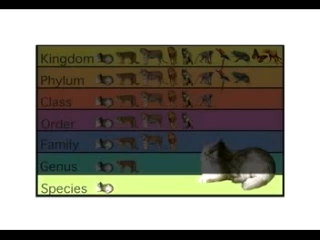 Kingdom
Phylum
Class
Order
Family
Genus
Species